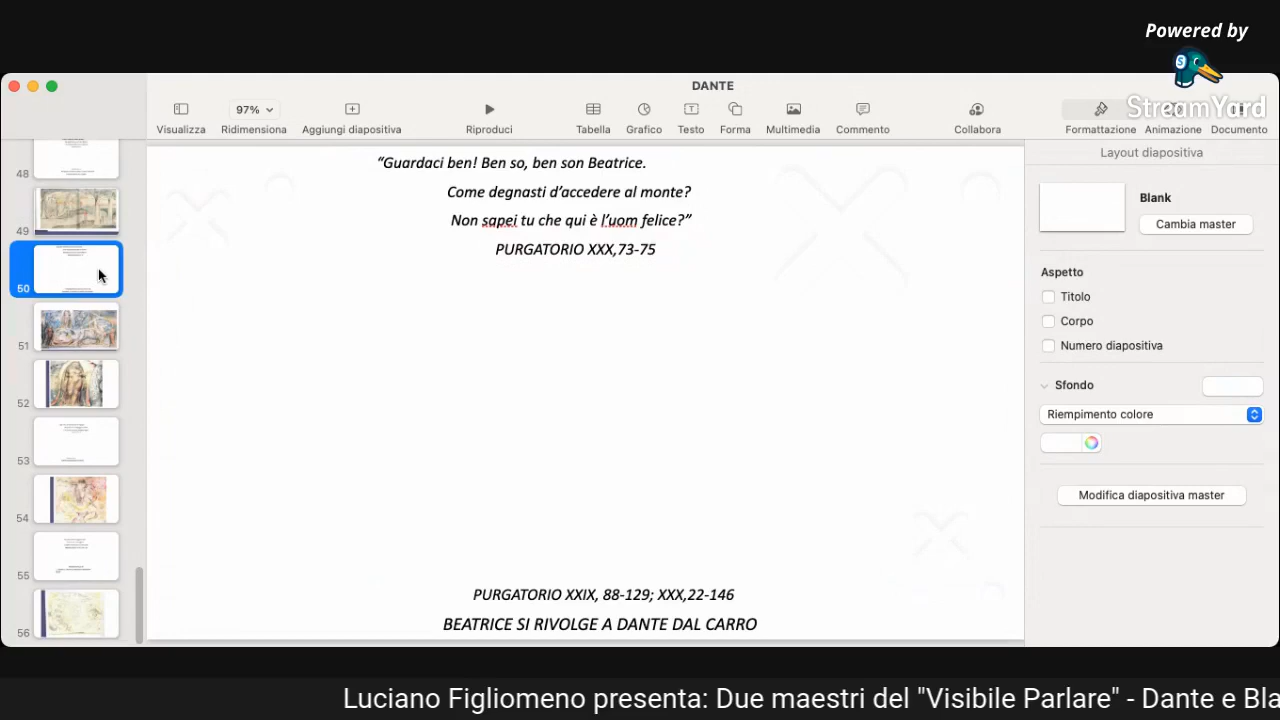 Powered by
StreamYard
DANTE
97%
Visualizza Ridimensiona Aggiungi diapositiva Riproduci Tabella Grafico Testo Forma Multimedia Commento Collabora Formattazione Animazione Documento
48
49
50
51
52
53
54
55
56
“Guardaci ben! Ben so, ben son Beatrice.
Come degnasti d’accedere al monte?
Non sapei tu che qui è l’uom felice?”
PURGATORIO XXX,73-75
PURGATORIO XXIX, 88-129; XXX,22-146
BEATRICE SI RIVOLGE A DANTE DAL CARRO
Layout diapositiva
Blank
Cambia master
Aspetto
Titolo
Corpo
Numero diapositiva
Sfondo
Riempimento colore
Modifica diapositiva master
Luciano Figliomeno presenta: Due maestri del "Visibile Parlare" - Dante e Bla